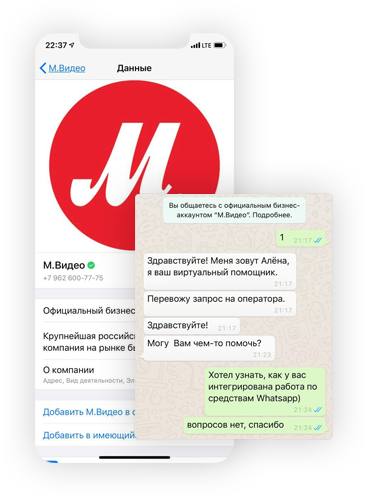 22:37
LTE
М.Видео
Данные
М
М.Видео
+7 962 600-77-75
Официальный бизнес
Крупнейшая российс
компания на рынке бы
О компании
Адрес, Вид деятельности, Эл
Добавить М.Видео в с
Добавить в имеющий
Вы общаетесь с официальным бизнес-
аккаунтом “М.Видео”. Подробнее.
1
21:17
Здравствуйте! Меня зовут Алёна,
я ваш виртуальный помощник.
21:17
Перевожу запрос на оператора.
21:17
Здравствуйте!
21:17
Могу Вам чем-то помочь?
21:23
Хотел узнать, как у вас
интегрирована работа по
средствам Whatsapp)
21:24
вопросов нет, спасибо
21:24